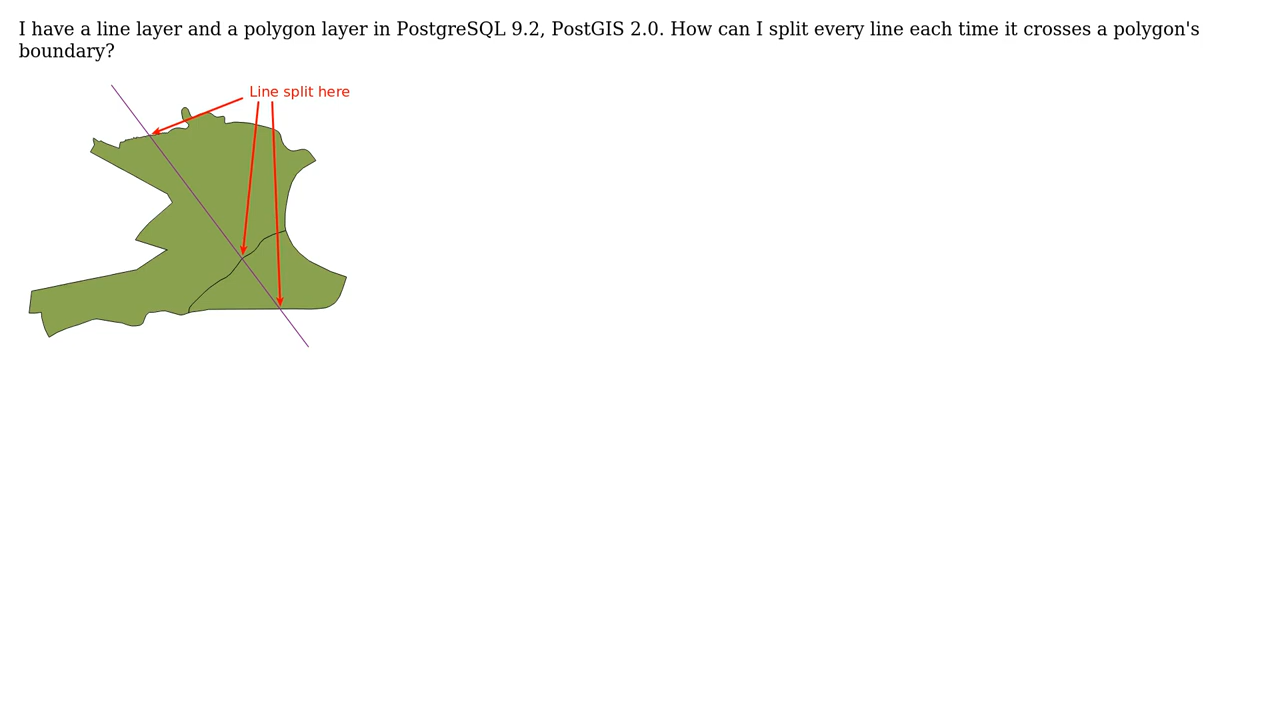 I have a line layer and a polygon layer in PostgreSQL 9.2, PostGIS 2.0. How can I split every line each time it crosses a polygon's
boundary?
Line split here